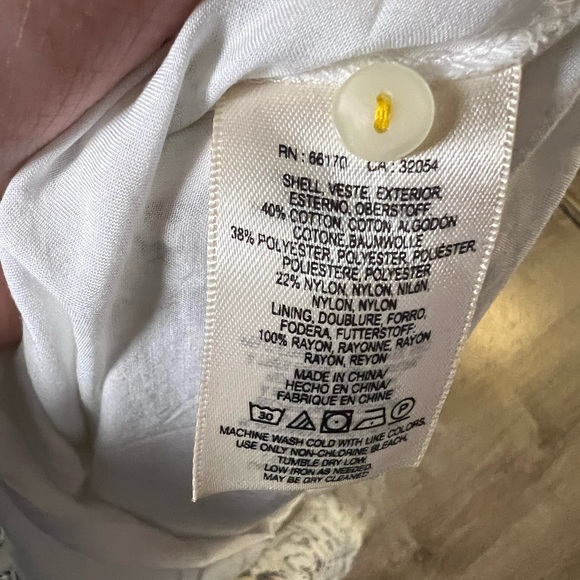 RN : 66170 CA : 32054
SHELL, VESTE, EXTERIOR,
ESTERNO, OBERSTOFF
40% COTTON, COTON, ALGODON
COTONE,BAUMWOLLE
38% POLYESTER, POLYESTER, POLIÉSTER,
POLIESTERE, POLYESTER
22% NYLON, NYLON, NILÓN,
NYLON, NYLON
LINING, DOUBLURE, FORRO,
FODERA, FUTTERSTOFF:
100% RAYON, RAYONNE, RAYON
RAYÓN, REYON
MADE IN CHINA/
HECHO EN CHINA/
FABRIQUE EN CHINE
30 P
MACHINE WASH COLD WITH LIKE COLORS.
USE ONLY NON-CHLORINE BLEACH.
TUMBLE DRY LOW.
LOW IRON AS NEEDED.
MAY BE DRY CLEANED.